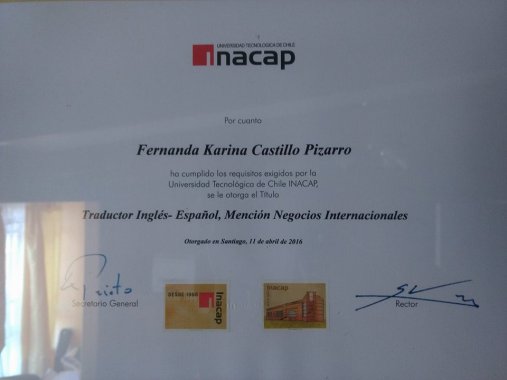 UNIVERSIDAD TECNOLOGICA DE CHILE
inacap
Por cuanto
Fernanda Karina Castillo Pizarro
ha cumplido los requisitos exigidos por la
Universidad Tecnológica de Chile INACAP,
se le otorga el Título
Traductor Inglés- Español, Mención Negocios Internacionales
Otorgado en Santiago, 11 de abril de 2016
Prieto
Secretario General
DESDE 1966
inacap
inacap
Rector